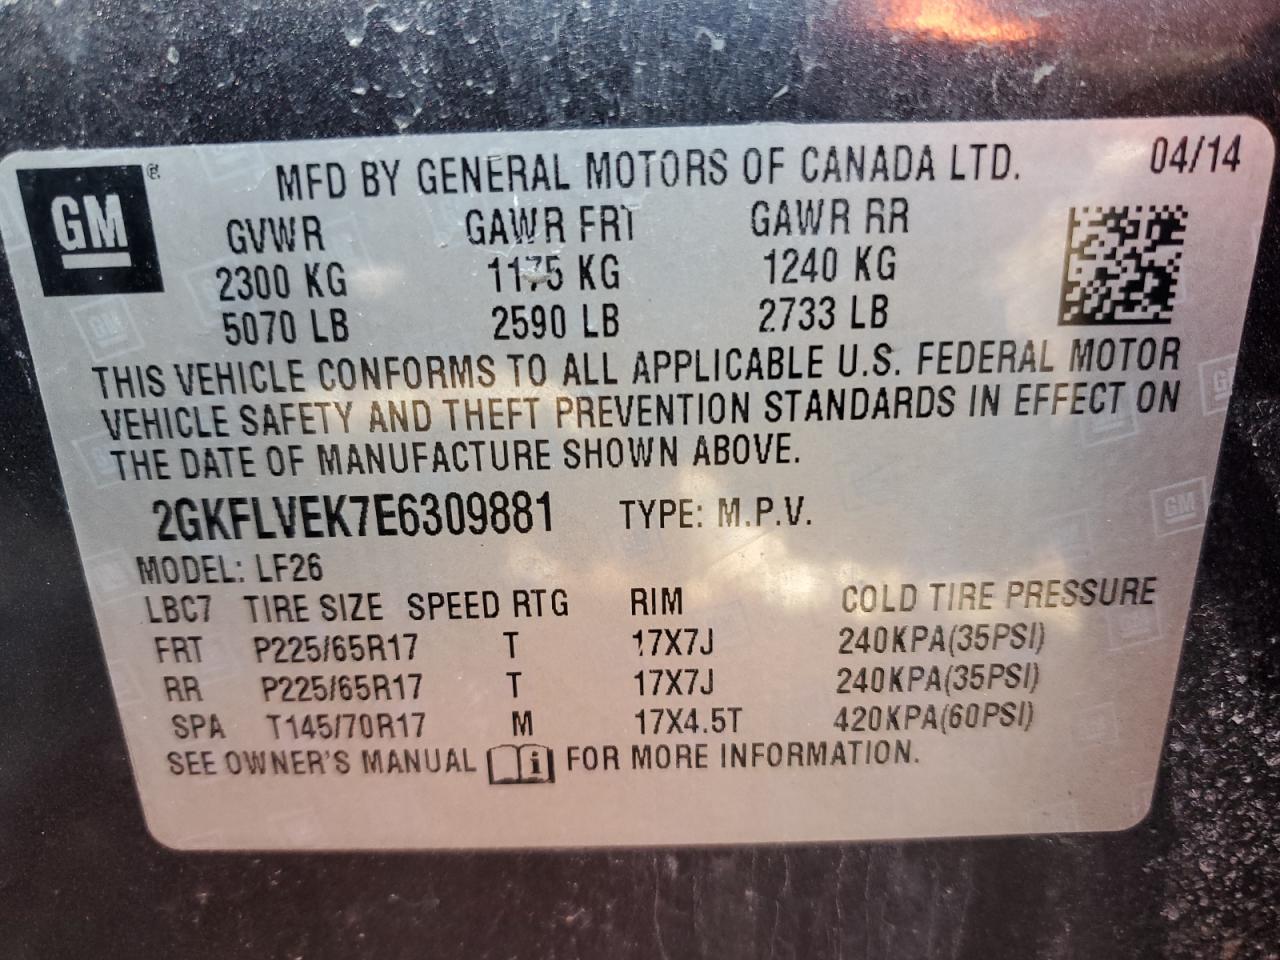 GM ® MFD BY GENERAL MOTORS OF CANADA LTD. 04/14
GVWR GAWR FRT GAWR RR
2300 KG 1175 KG 1240 KG
5070 LB 2590 LB 2733 LB
THIS VEHICLE CONFORMS TO ALL APPLICABLE U.S. FEDERAL MOTOR
VEHICLE SAFETY AND THEFT PREVENTION STANDARDS IN EFFECT ON
THE DATE OF MANUFACTURE SHOWN ABOVE.
2GKFLVEK7E6309881 TYPE: M.P.V.
MODEL: LF26
LBC7 TIRE SIZE SPEED RTG RIM COLD TIRE PRESSURE
FRT P225/65R17 T 17X7J 240KPA(35PSI)
RR P225/65R17 T 17X7J 240KPA(35PSI)
SPA T145/70R17 M 17X4.5T 420KPA(60PSI)
SEE OWNER'S MANUAL i FOR MORE INFORMATION.